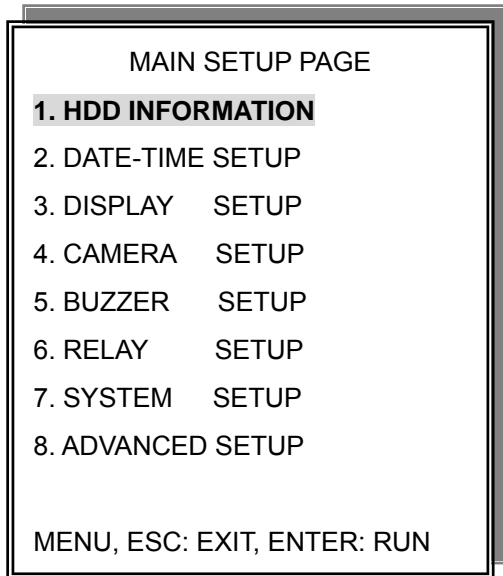 MAIN SETUP PAGE
1. HDD INFORMATION
2. DATE-TIME SETUP
3. DISPLAY SETUP
4. CAMERA SETUP
5. BUZZER SETUP
6. RELAY SETUP
7. SYSTEM SETUP
8. ADVANCED SETUP
MENU, ESC: EXIT, ENTER: RUN